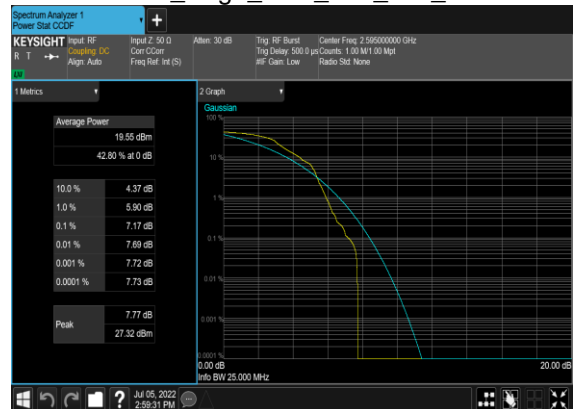 Spectrum Analyzer 1
Power Stat CCDF
KEYSIGHT
R T
LXI
Input: RF
Coupling: DC
Align: Auto
Input Z: 50 Ω
Corr CCorr
Freq Ref: Int (S)
Atten: 30 dB
Trig: RF Burst
Trig Delay: 500.0 µs
#IF Gain: Low
Center Freq: 2.595000000 GHz
Counts: 1.00 M/1.00 Mpt
Radio Std: None
1 Metrics
Average Power
19.55 dBm
42.80 % at 0 dB
10.0 % 4.37 dB
1.0 % 5.90 dB
0.1 % 7.17 dB
0.01 % 7.69 dB
0.001 % 7.72 dB
0.0001 % 7.73 dB
Peak
7.77 dB
27.32 dBm
2 Graph
Gaussian
100 %
10 %
1 %
0.1 %
0.01 %
0.001 %
0.0001 %
0.00 dB 20.00 dB
Info BW 25.000 MHz
?
Jul 05, 2022
2:59:31 PM